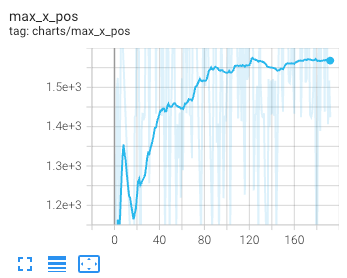 max_x_pos
tag: charts/max_x_pos
1.5e+3
1.4e+3
1.3e+3
1.2e+3
0 40 80 120 160